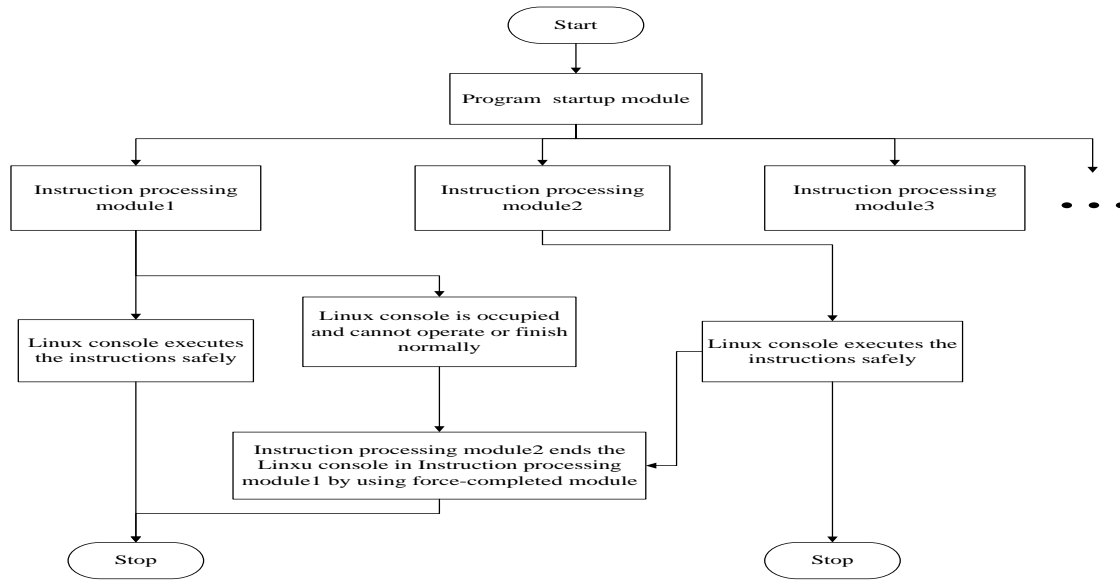 Start
Program startup module
Instruction processing
module1
Instruction processing
module2
Instruction processing
module3
Linux console is occupied
and cannot operate or finish
normally
Linux console executes
the instructions safely
Linux console executes the
instructions safely
Instruction processing module2 ends the
Linxu console in Instruction processing
module1 by using force-completed module
Stop
Stop